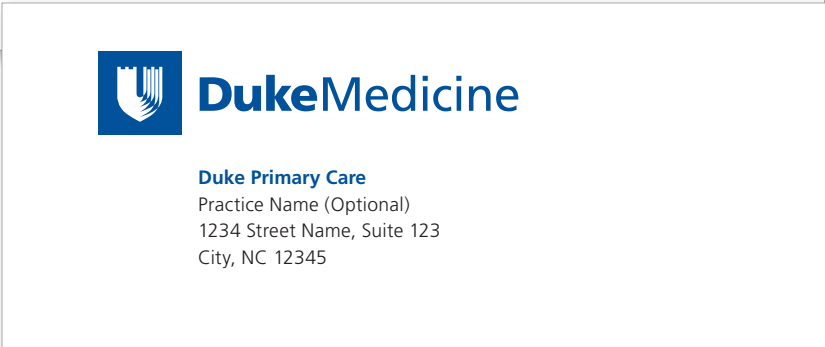 DukeMedicine
Duke Primary Care
Practice Name (Optional)
1234 Street Name, Suite 123
City, NC 12345